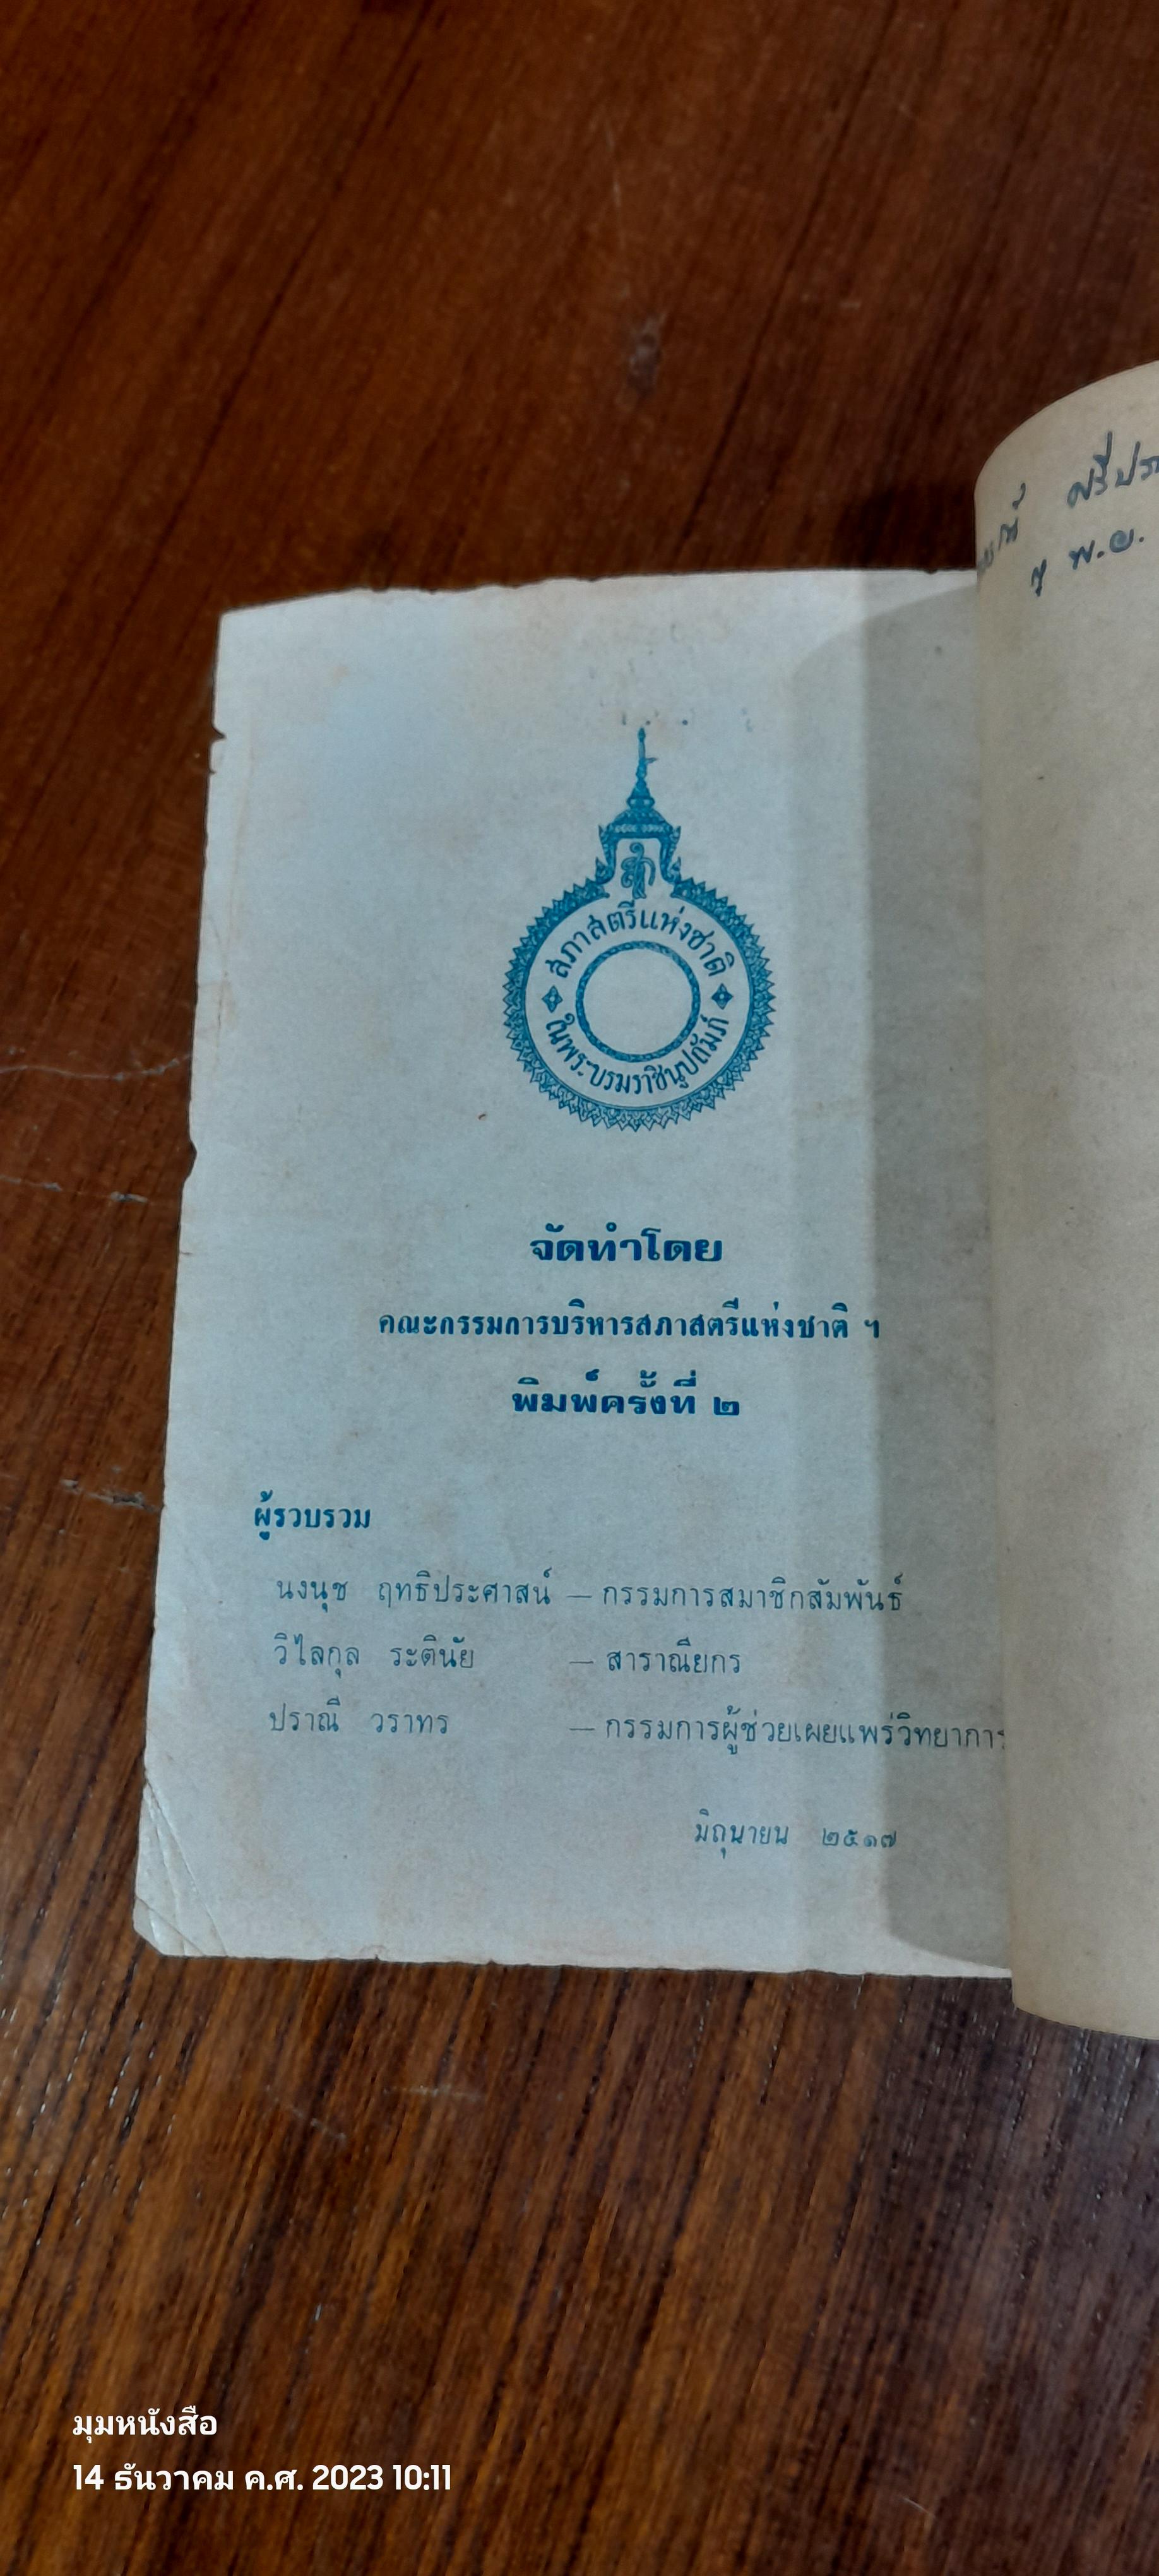 ศรีประ
พ.ย.
สภาสตรีแห่งชาติ
ในพระบรมราชินูปถัมภ์
จัดทำโดย
คณะกรรมการบริหารสภาสตรีแห่งชาติ ฯ
พิมพ์ครั้งที่ ๒
ผู้รวบรวม
นงนุช ฤทธิประศาสน์ — กรรมการสมาชิกสัมพันธ์
วิไลกุล ระตินัย — สาราณียกร
ปราณี วราทร — กรรมการผู้ช่วยเผยแพร่วิทยาการ
มิถุนายน ๒๕๑๗
มุมหนังสือ
14 ธันวาคม ค.ศ. 2023 10:11